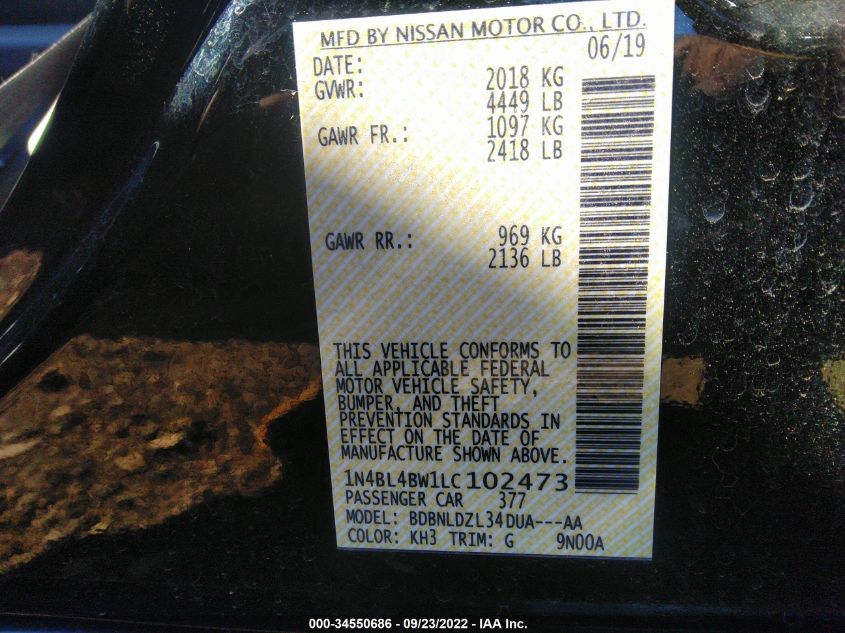 MFD BY NISSAN MOTOR CO., LTD.
DATE: 06/19
GVWR: 2018 KG
4449 LB
GAWR FR.: 1097 KG
2418 LB
GAWR RR.: 969 KG
2136 LB
THIS VEHICLE CONFORMS TO
ALL APPLICABLE FEDERAL
MOTOR VEHICLE SAFETY,
BUMPER, AND THEFT
PREVENTION STANDARDS IN
EFFECT ON THE DATE OF
MANUFACTURE SHOWN ABOVE.
1N4BL4BW1LC102473
PASSENGER CAR 377
MODEL: BDBNLDZL34DUA---AA
COLOR: KH3 TRIM: G 9N00A
000-34550686 - 09/23/2022 - IAA Inc.